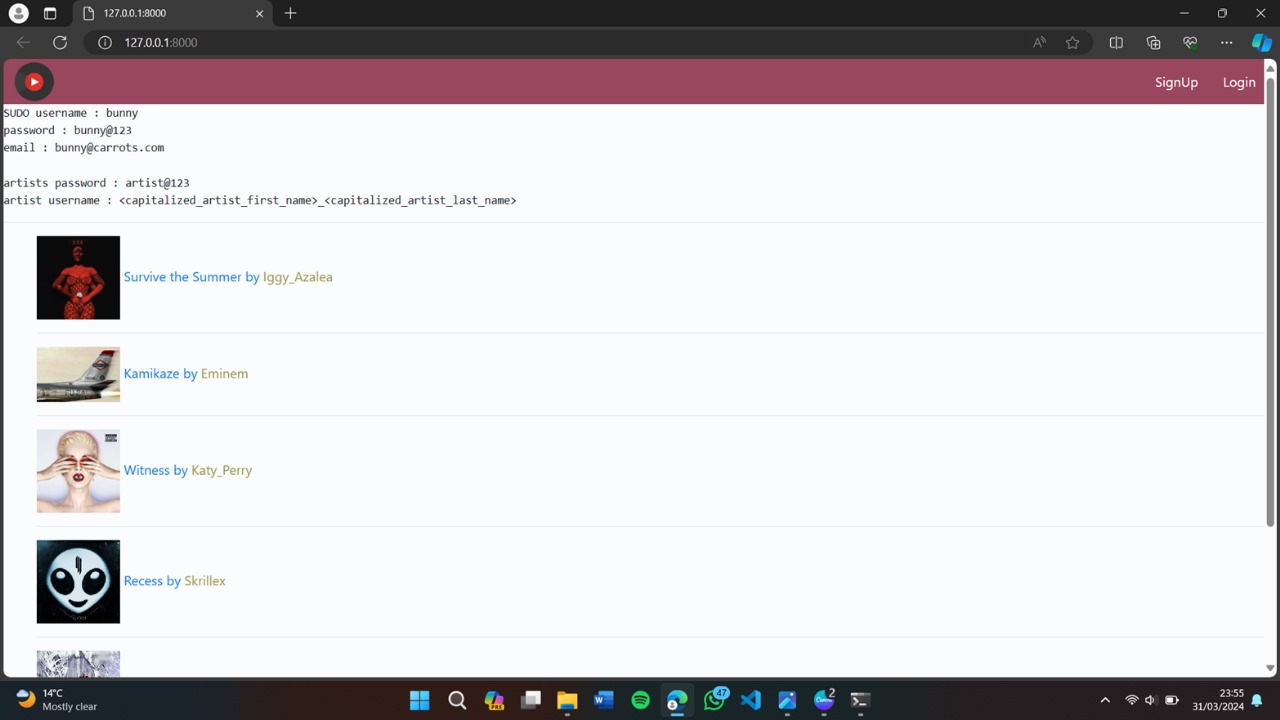 127.0.0.1:8000
127.0.0.1:8000
SignUp
Login
SUDO username : bunny
password : bunny@123
email : bunny@carrots.com
artists password : artist@123
artist username : <capitalized_artist_first_name>_<capitalized_artist_last_name>
Survive the Summer by Iggy_Azalea
Kamikaze by Eminem
Witness by Katy_Perry
Recess by Skrillex
14°C
Mostly clear
PRE
47
2
23:55
31/03/2024